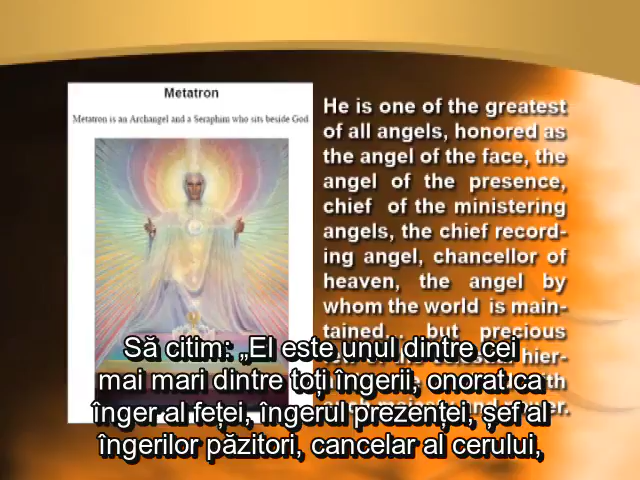 Metatron
Metatron is an Archangel and a Seraphim who sits beside God
He is one of the greatest
of all angels, honored as
the angel of the face, the
angel of the presence,
chief of the ministering
angels, the chief record-
ing angel, chancellor of
heaven, the angel by
whom the world is main-
tained... but precious
hier-
Să citim: „El este unul dintre cei
mai mari dintre toți îngerii, onorat ca
înger al feței, îngerul prezenței, șef al
îngerilor păzitori, cancelar al cerului,